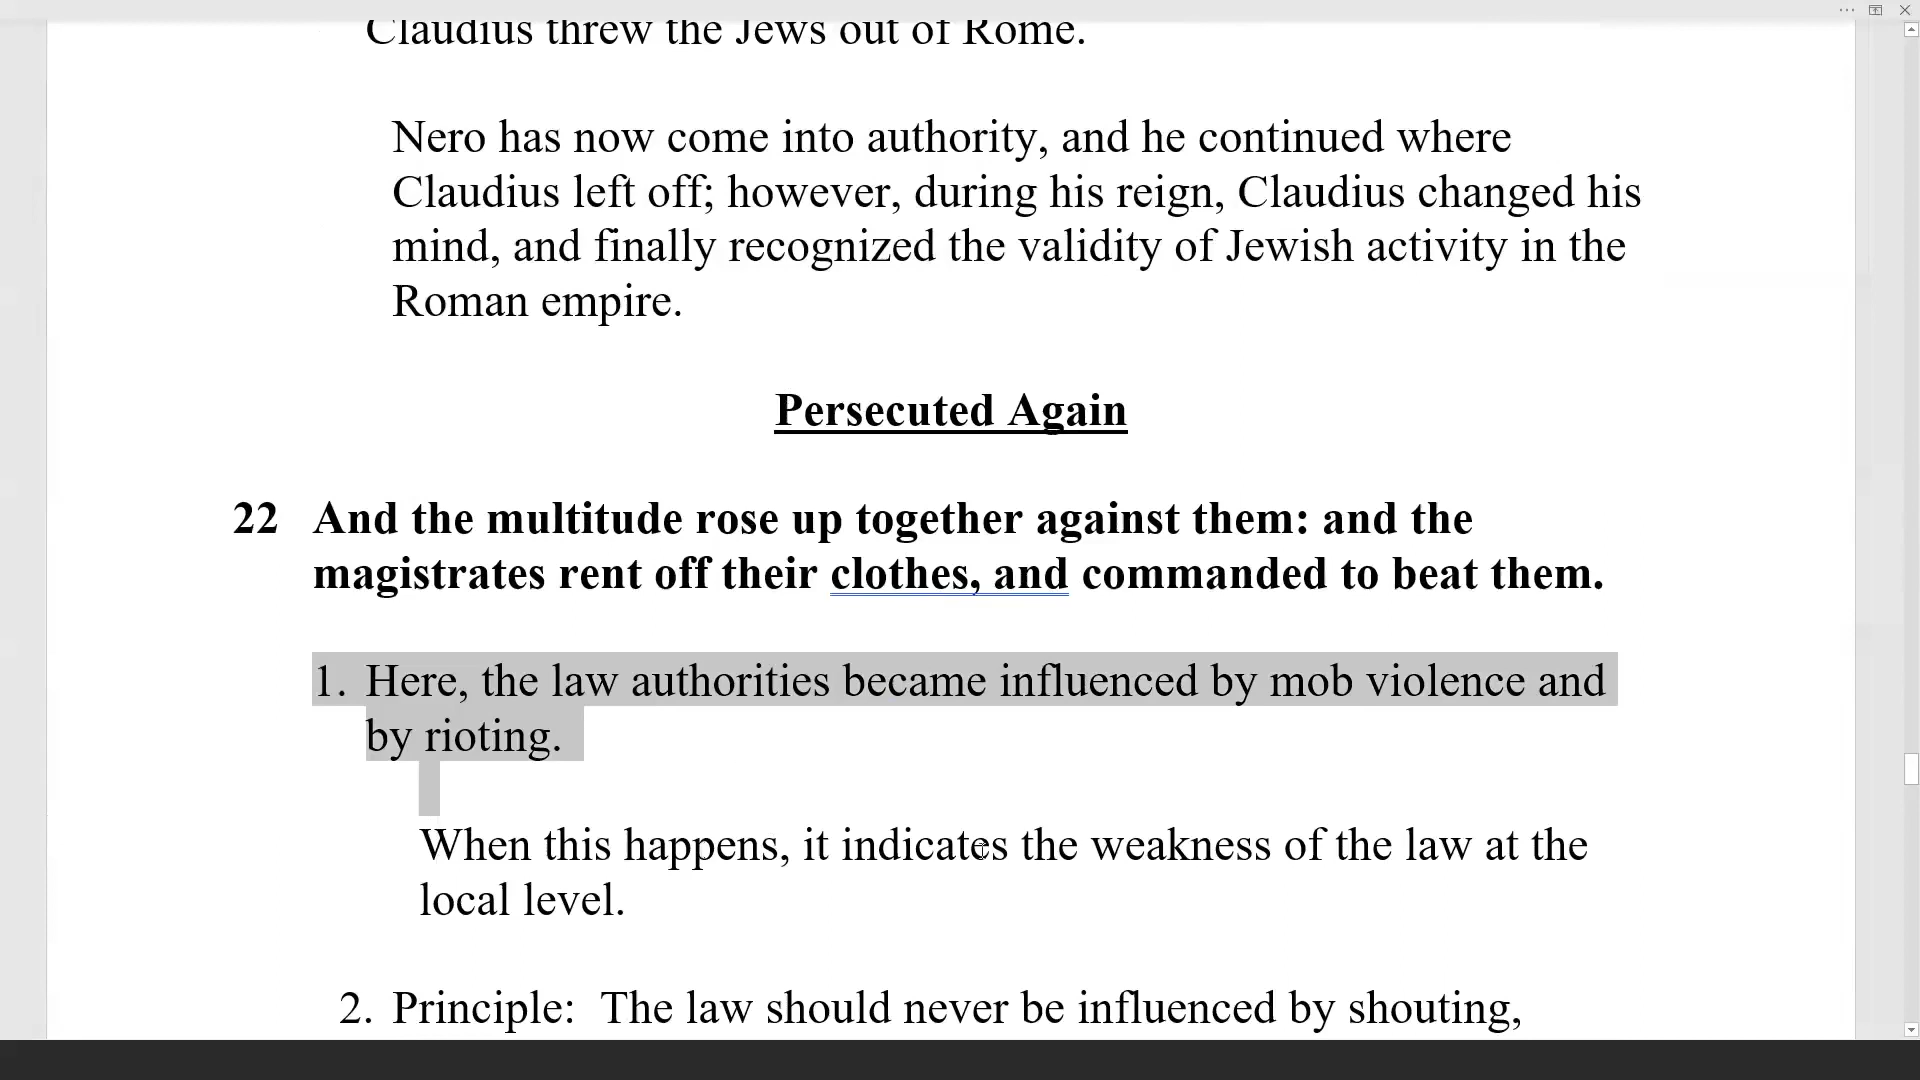 Claudius threw the Jews out of Rome.
Nero has now come into authority, and he continued where
Claudius left off; however, during his reign, Claudius changed his
mind, and finally recognized the validity of Jewish activity in the
Roman empire.
Persecuted Again
22 And the multitude rose up together against them: and the
magistrates rent off their clothes, and commanded to beat them.
1. Here, the law authorities became influenced by mob violence and
by rioting.
When this happens, it indicates the weakness of the law at the
local level.
2. Principle: The law should never be influenced by shouting,